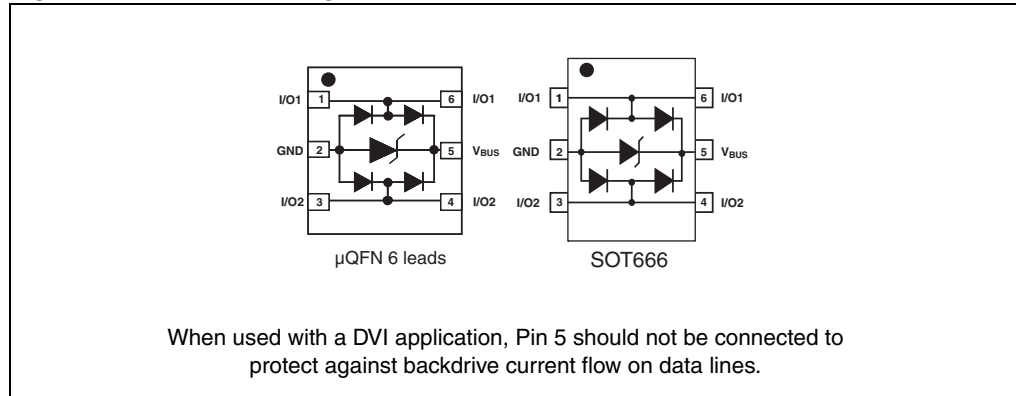 I/O1 1 6 I/O1
GND 2 5 VBUS
I/O2 3 4 I/O2
µQFN 6 leads
I/O1 1 6 I/O1
GND 2 5 VBUS
I/O2 3 4 I/O2
SOT666
When used with a DVI application, Pin 5 should not be connected to
protect against backdrive current flow on data lines.